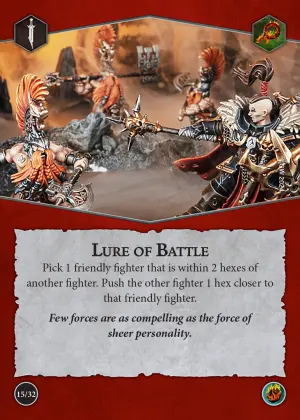 LURE OF BATTLE
Pick 1 friendly fighter that is within 2 hexes of
another fighter. Push the other fighter 1 hex closer to
that friendly fighter.
Few forces are as compelling as the force of
sheer personality.
15/32